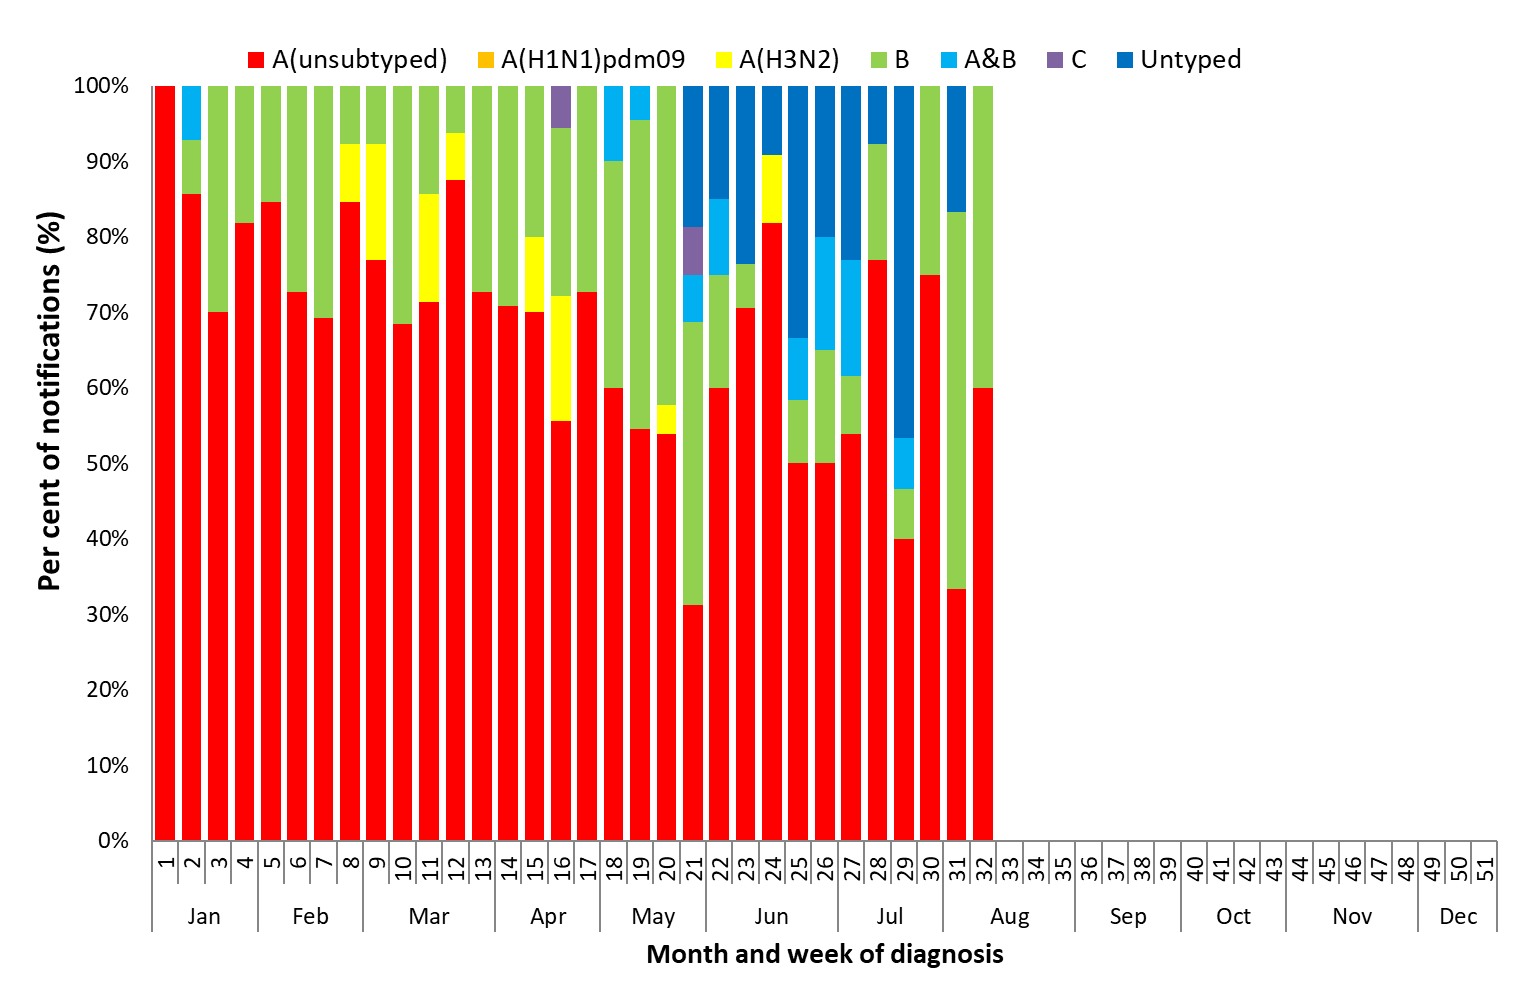 A(unsubtyped) A(H1N1)pdm09 A(H3N2) B A&B C Untyped
100%
90%
80%
70%
60%
50%
40%
30%
20%
10%
0%
Per cent of notifications (%)
1 2 3 4 5 6 7 8 9 10 11 12 13 14 15 16 17 18 19 20 21 22 23 24 25 26 27 28 29 30 31 32 33 34 35 36 37 38 39 40 41 42 43 44 45 46 47 48 49 50 51
Jan Feb Mar Apr May Jun Jul Aug Sep Oct Nov Dec
Month and week of diagnosis